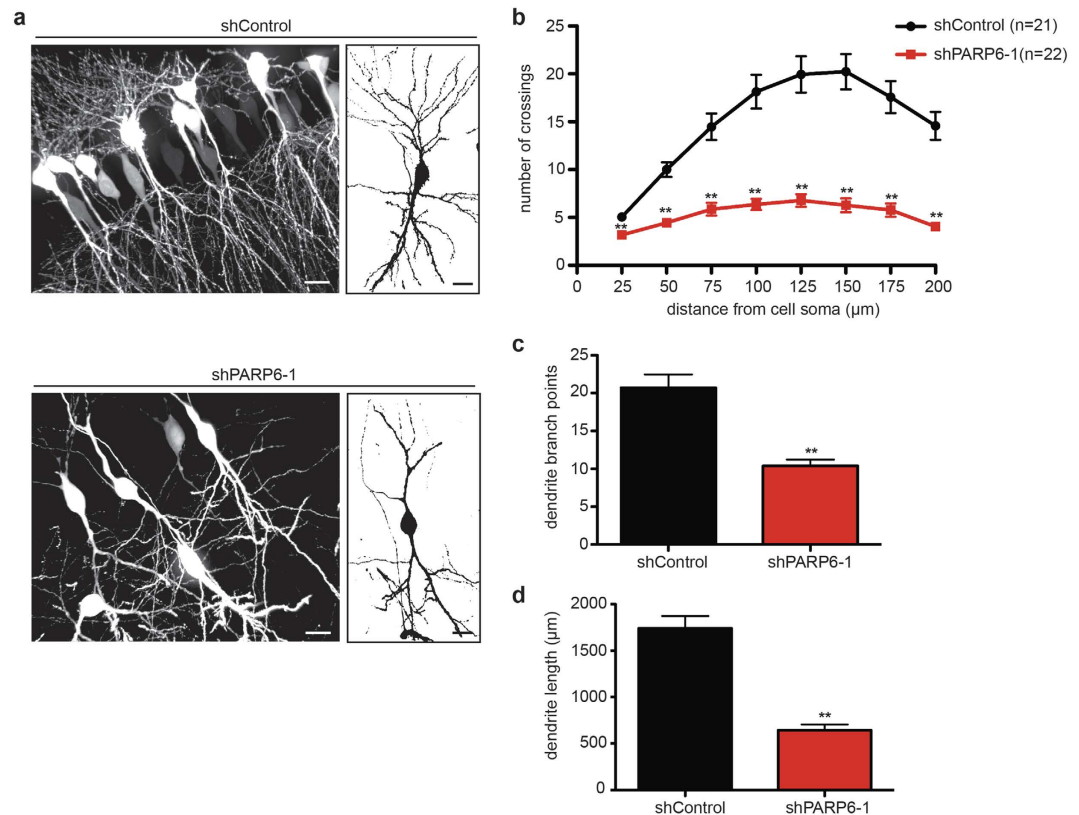 a
shControl
shPARP6-1
b
shControl (n=21)
shPARP6-1(n=22)
number of crossings
25
20
15
10
5
0
** ** ** ** ** ** ** **
0 25 50 75 100 125 150 175 200
distance from cell soma (µm)
c
dendrite branch points
25
20
15
10
5
0
**
shControl shPARP6-1
d
dendrite length (µm)
2000
1500
1000
500
0
**
shControl shPARP6-1